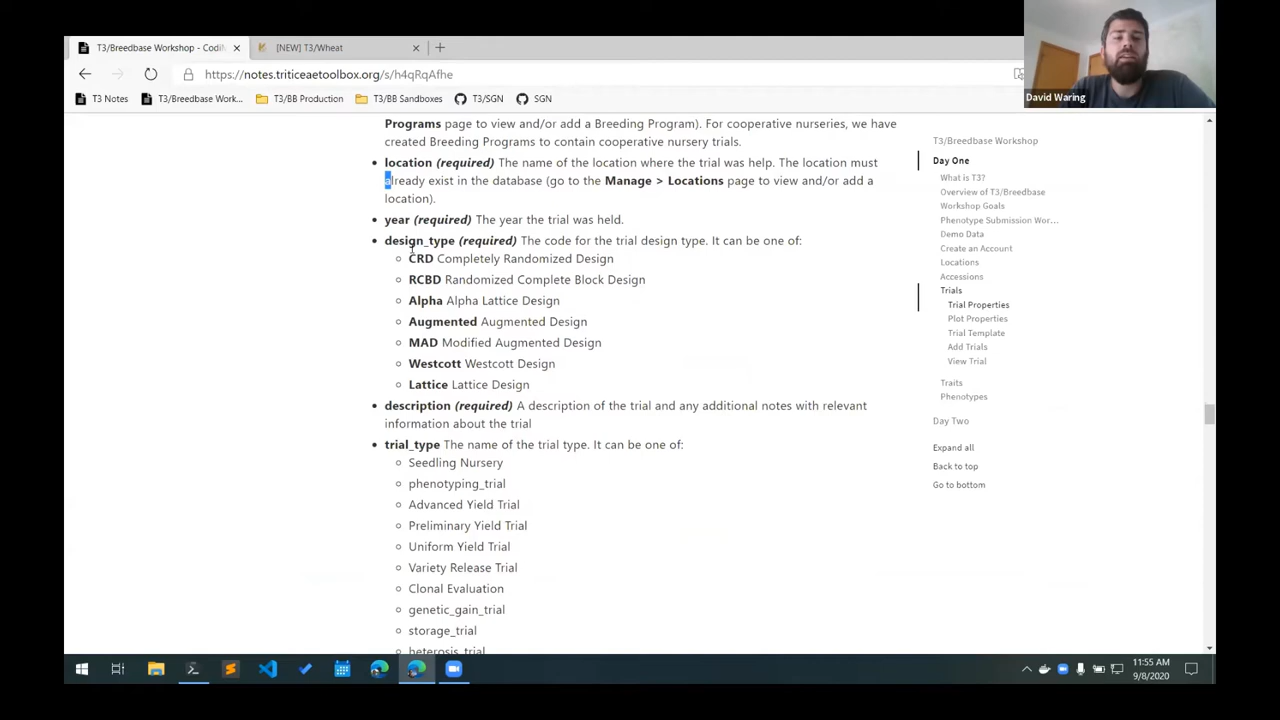 T3/Breedbase Workshop - Codi
[NEW] T3/Wheat
https://notes.triticeaetoolbox.org/s/h4qRqAfhe
T3 Notes
T3/Breedbase Work...
T3/BB Production
T3/BB Sandboxes
T3/SGN
SGN
David Waring
Programs page to view and/or add a Breeding Program). For cooperative nurseries, we have
created Breeding Programs to contain cooperative nursery trials.
location (required) The name of the location where the trial was help. The location must
already exist in the database (go to the Manage > Locations page to view and/or add a
location).
year (required) The year the trial was held.
design_type (required) The code for the trial design type. It can be one of:
CRD Completely Randomized Design
RCBD Randomized Complete Block Design
Alpha Alpha Lattice Design
Augmented Augmented Design
MAD Modified Augmented Design
Westcott Westcott Design
Lattice Lattice Design
description (required) A description of the trial and any additional notes with relevant
information about the trial
trial_type The name of the trial type. It can be one of:
Seedling Nursery
phenotyping_trial
Advanced Yield Trial
Preliminary Yield Trial
Uniform Yield Trial
Variety Release Trial
Clonal Evaluation
genetic_gain_trial
storage_trial
heterosis_trial
T3/Breedbase Workshop
Day One
What is T3?
Overview of T3/Breedbase
Workshop Goals
Phenotype Submission Wor...
Demo Data
Create an Account
Locations
Accessions
Trials
Trial Properties
Plot Properties
Trial Template
Add Trials
View Trial
Traits
Phenotypes
Day Two
Expand all
Back to top
Go to bottom
11:55 AM
9/8/2020